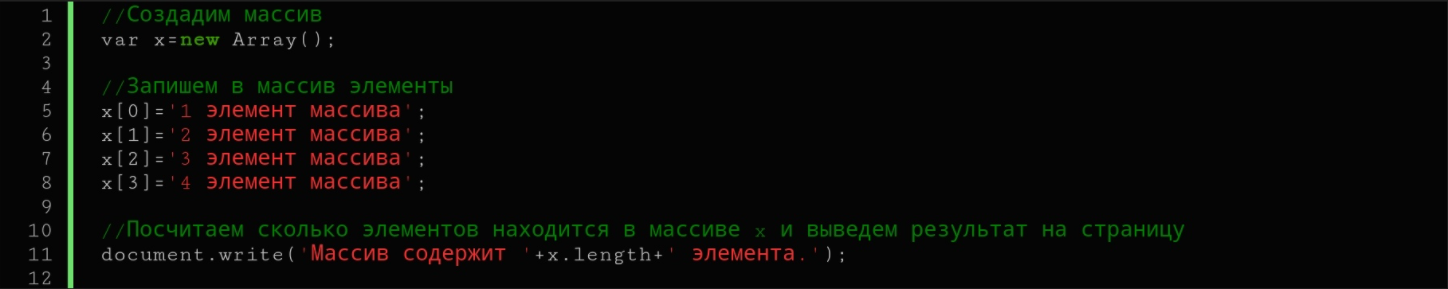 1 //Создадим массив
2 var x=new Array();
3
4 //Запишем в массив элементы
5 x[0]='1 элемент массива';
6 x[1]='2 элемент массива';
7 x[2]='3 элемент массива';
8 x[3]='4 элемент массива';
9
10 //Посчитаем сколько элементов находится в массиве x и выведем результат на страницу
11 document.write('Массив содержит '+x.length+' элемента.');
12